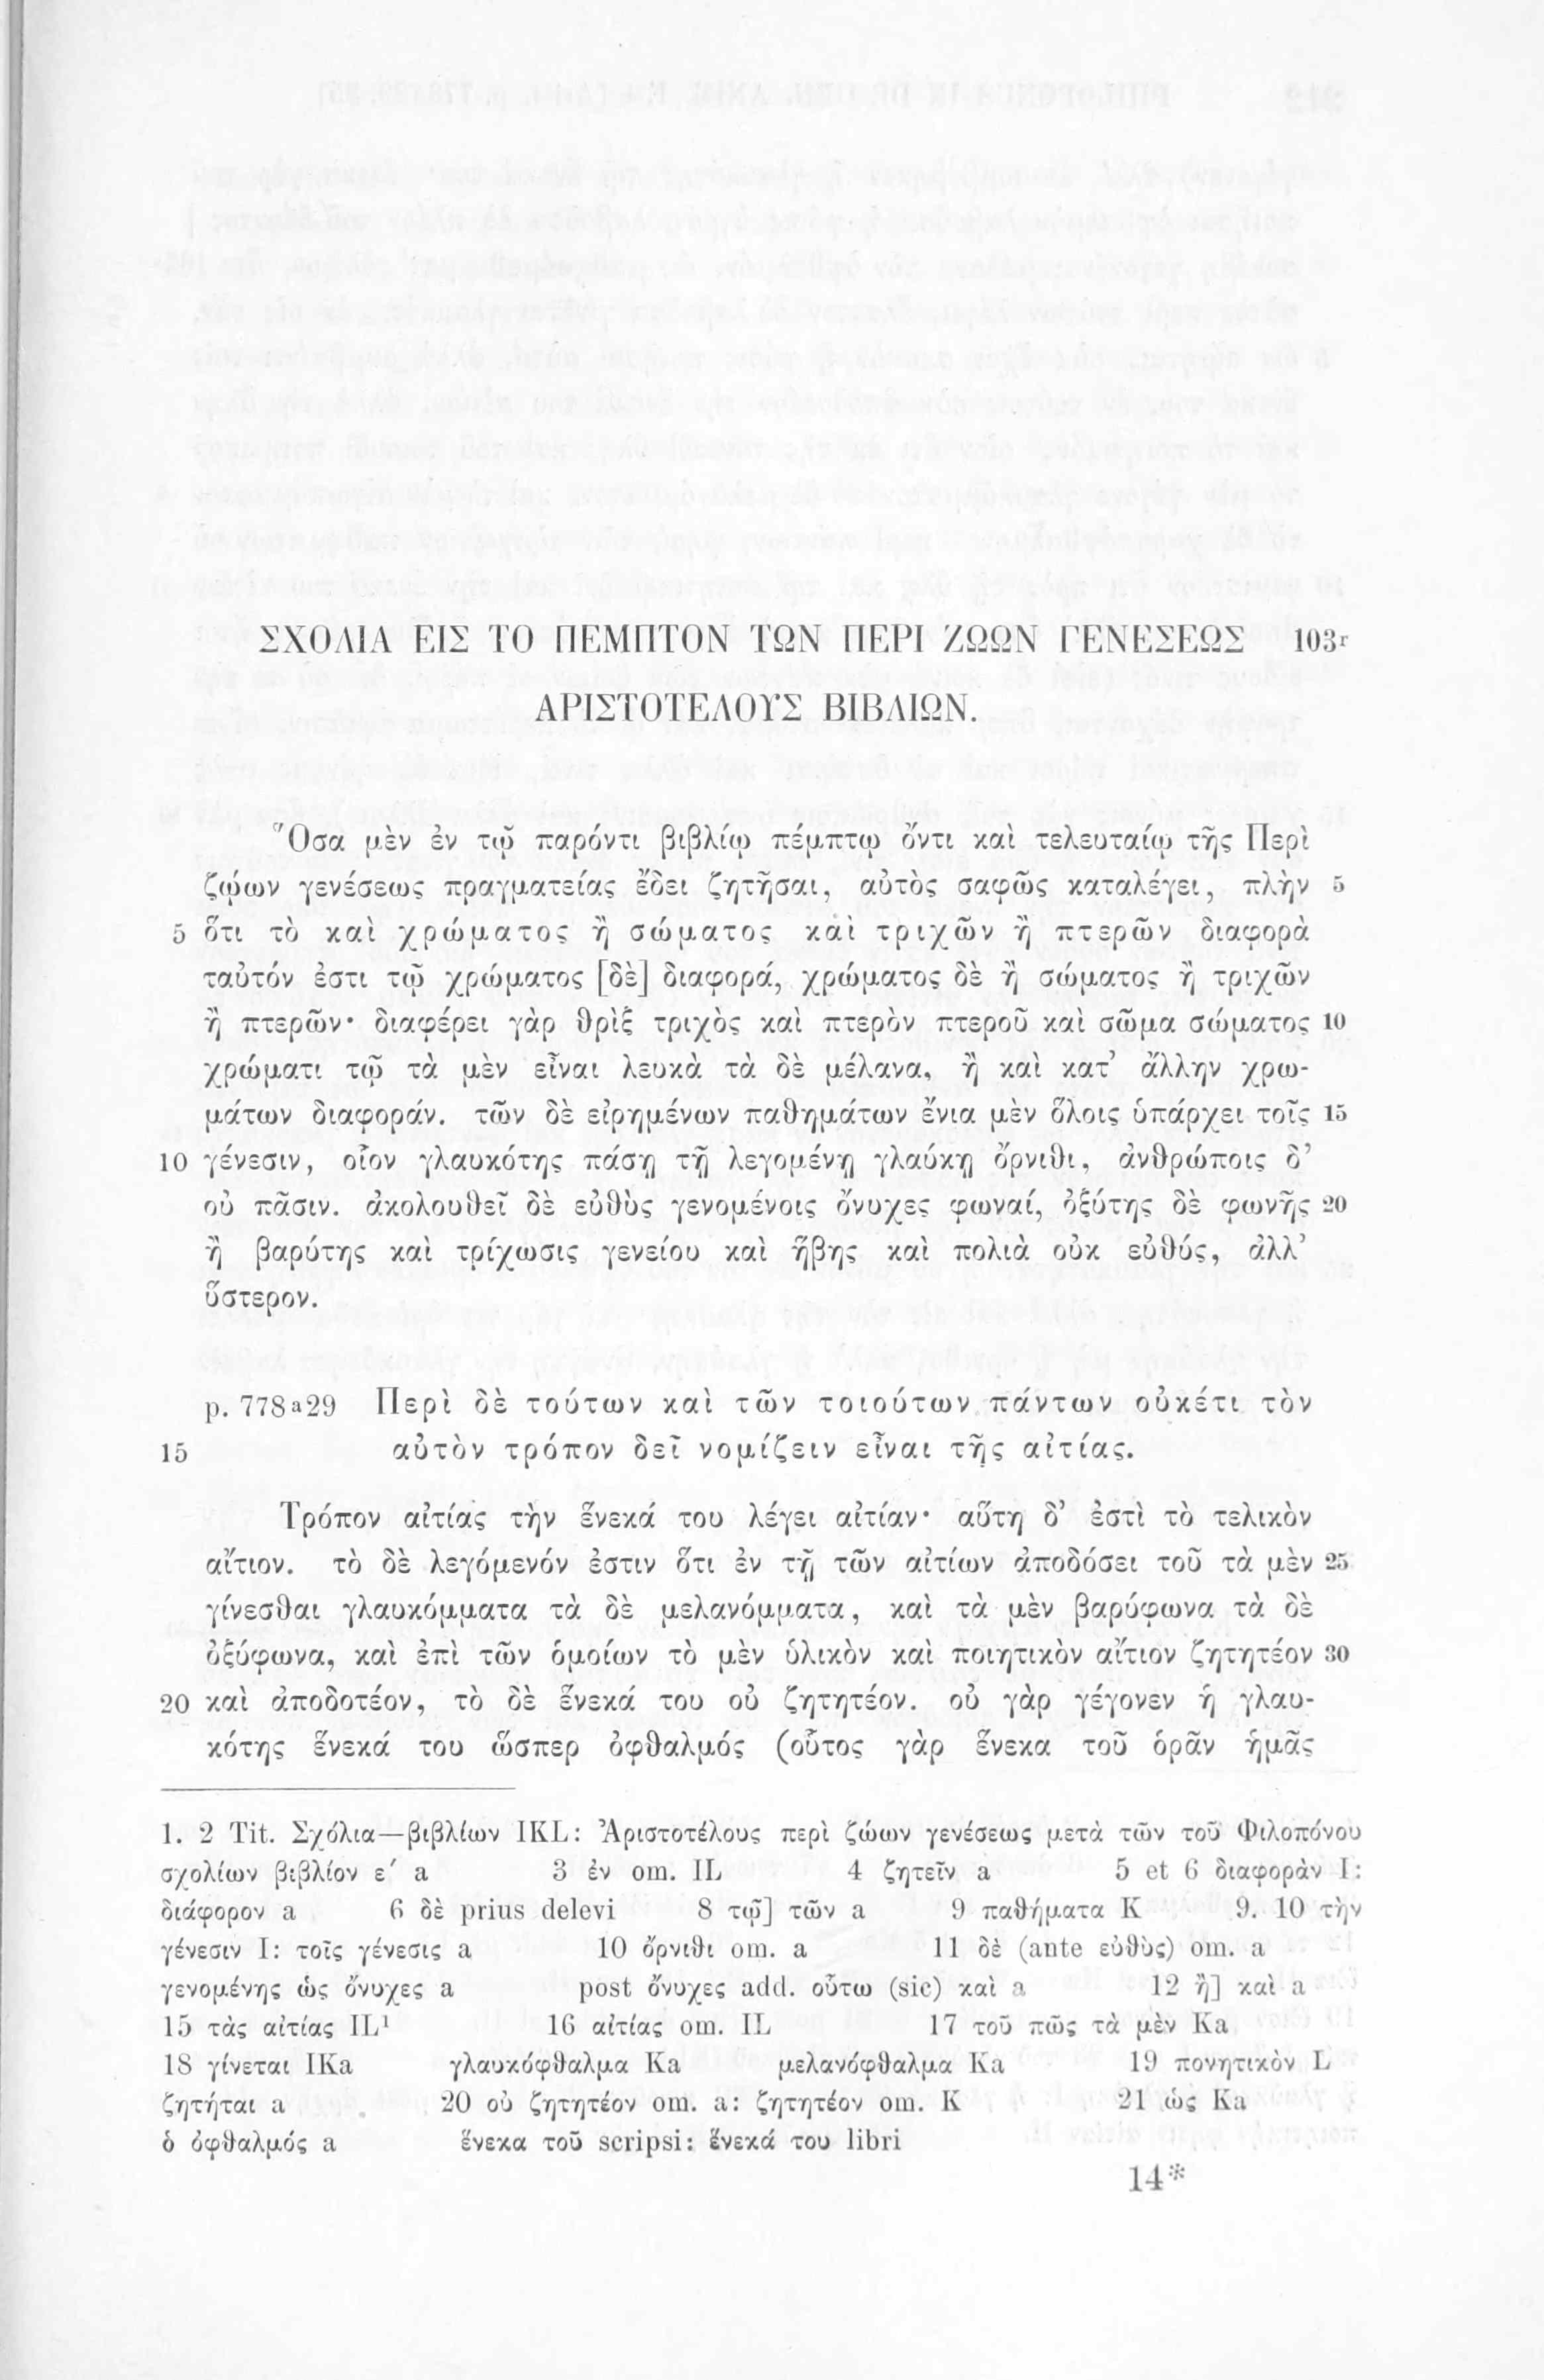 ΣΧΟΛΙΑ ΕΙΣ ΤΟ ΠΕΜΠΤΟΝ ΤΩΝ ΠΕΡΙ ΖΩΩΝ ΓΕΝΕΣΕΩΣ 103r
ΑΡΙΣΤΟΤΕΛΟΥΣ ΒΙΒΛΙΩΝ.
Ὅσα μὲν ἐν τῷ παρόντι βιβλίῳ πέμπτῳ ὄντι καὶ τελευταίῳ τῆς Περὶ
ζῴων γενέσεως πραγματείας ἔδει ζητῆσαι, αὐτὸς σαφῶς καταλέγει, πλὴν 5
5 ὅτι τὸ καὶ χρώματος ἢ σώματος καὶ τριχῶν ἢ πτερῶν διαφορὰ
ταὐτόν ἐστι τῷ χρώματος [δὲ] διαφορά, χρώματος δὲ ἢ σώματος ἢ τριχῶν
ἢ πτερῶν· διαφέρει γὰρ θρὶξ τριχὸς καὶ πτερὸν πτεροῦ καὶ σῶμα σώματος 10
χρώματι τῷ τὰ μὲν εἶναι λευκὰ τὰ δὲ μέλανα, ἢ καὶ κατ’ ἄλλην χρω-
μάτων διαφοράν. τῶν δὲ εἰρημένων παθημάτων ἔνια μὲν ὅλοις ὑπάρχει τοῖς 15
10 γένεσιν, οἷον γλαυκότης πάσῃ τῇ λεγομένῃ γλαύκῃ ὄρνιθι, ἀνθρώποις δ’
οὐ πᾶσιν. ἀκολουθεῖ δὲ εὐθὺς γενομένοις ὄνυχες φωναί, ὀξύτης δὲ φωνῆς 20
ἢ βαρύτης καὶ τρίχωσις γενείου καὶ ἥβης καὶ πολιὰ οὐκ εὐθύς, ἀλλ’
ὕστερον.
p. 778a29 Περὶ δὲ τούτων καὶ τῶν τοιούτων πάντων οὐκέτι τὸν
15 αὐτὸν τρόπον δεῖ νομίζειν εἶναι τῆς αἰτίας.
Τρόπον αἰτίας τὴν ἕνεκά του λέγει αἰτίαν· αὕτη δ’ ἐστὶ τὸ τελικὸν
αἴτιον. τὸ δὲ λεγόμενόν ἐστιν ὅτι ἐν τῇ τῶν αἰτίων ἀποδόσει τοῦ τὰ μὲν 25
γίνεσθαι γλαυκόμματα τὰ δὲ μελανόμματα, καὶ τὰ μὲν βαρύφωνα τὰ δὲ
ὀξύφωνα, καὶ ἐπὶ τῶν ὁμοίων τὸ μὲν ὑλικὸν καὶ ποιητικὸν αἴτιον ζητητέον 30
20 καὶ ἀποδοτέον, τὸ δὲ ἕνεκά του οὐ ζητητέον. οὐ γὰρ γέγονεν ἡ γλαυ-
κότης ἕνεκά του ὥσπερ ὀφθαλμός (οὗτος γὰρ ἕνεκα τοῦ ὁρᾶν ἡμᾶς
1. 2 Tit. Σχόλια—βιβλίων IKL: Ἀριστοτέλους περὶ ζώων γενέσεως μετὰ τῶν τοῦ Φιλοπόνου
σχολίων βιβλίον ε΄ a 3 ἐν om. IL 4 ζητεῖν a 5 et 6 διαφορὰν I:
διάφορον a 6 δὲ prius delevi 8 τῷ] τῶν a 9 παθήματα K 9. 10 τὴν
γένεσιν I: τοῖς γένεσις a 10 ὄρνιθι om. a 11 δὲ (ante εὐθὺς) om. a
γενομένης ὡς ὄνυχες a post ὄνυχες add. οὕτω (sic) καὶ a 12 ἢ] καὶ a
15 τὰς αἰτίας IL¹ 16 αἰτίας om. IL 17 τοῦ πῶς τὰ μὲν Ka
18 γίνεται IKa γλαυκόφθαλμα Ka μελανόφθαλμα Ka 19 πονητικὸν L
ζητήται a 20 οὐ ζητητέον om. a: ζητητέον om. K 21 ὡς Ka
ὁ ὀφθαλμός a ἕνεκα τοῦ scripsi: ἕνεκά του libri
14*